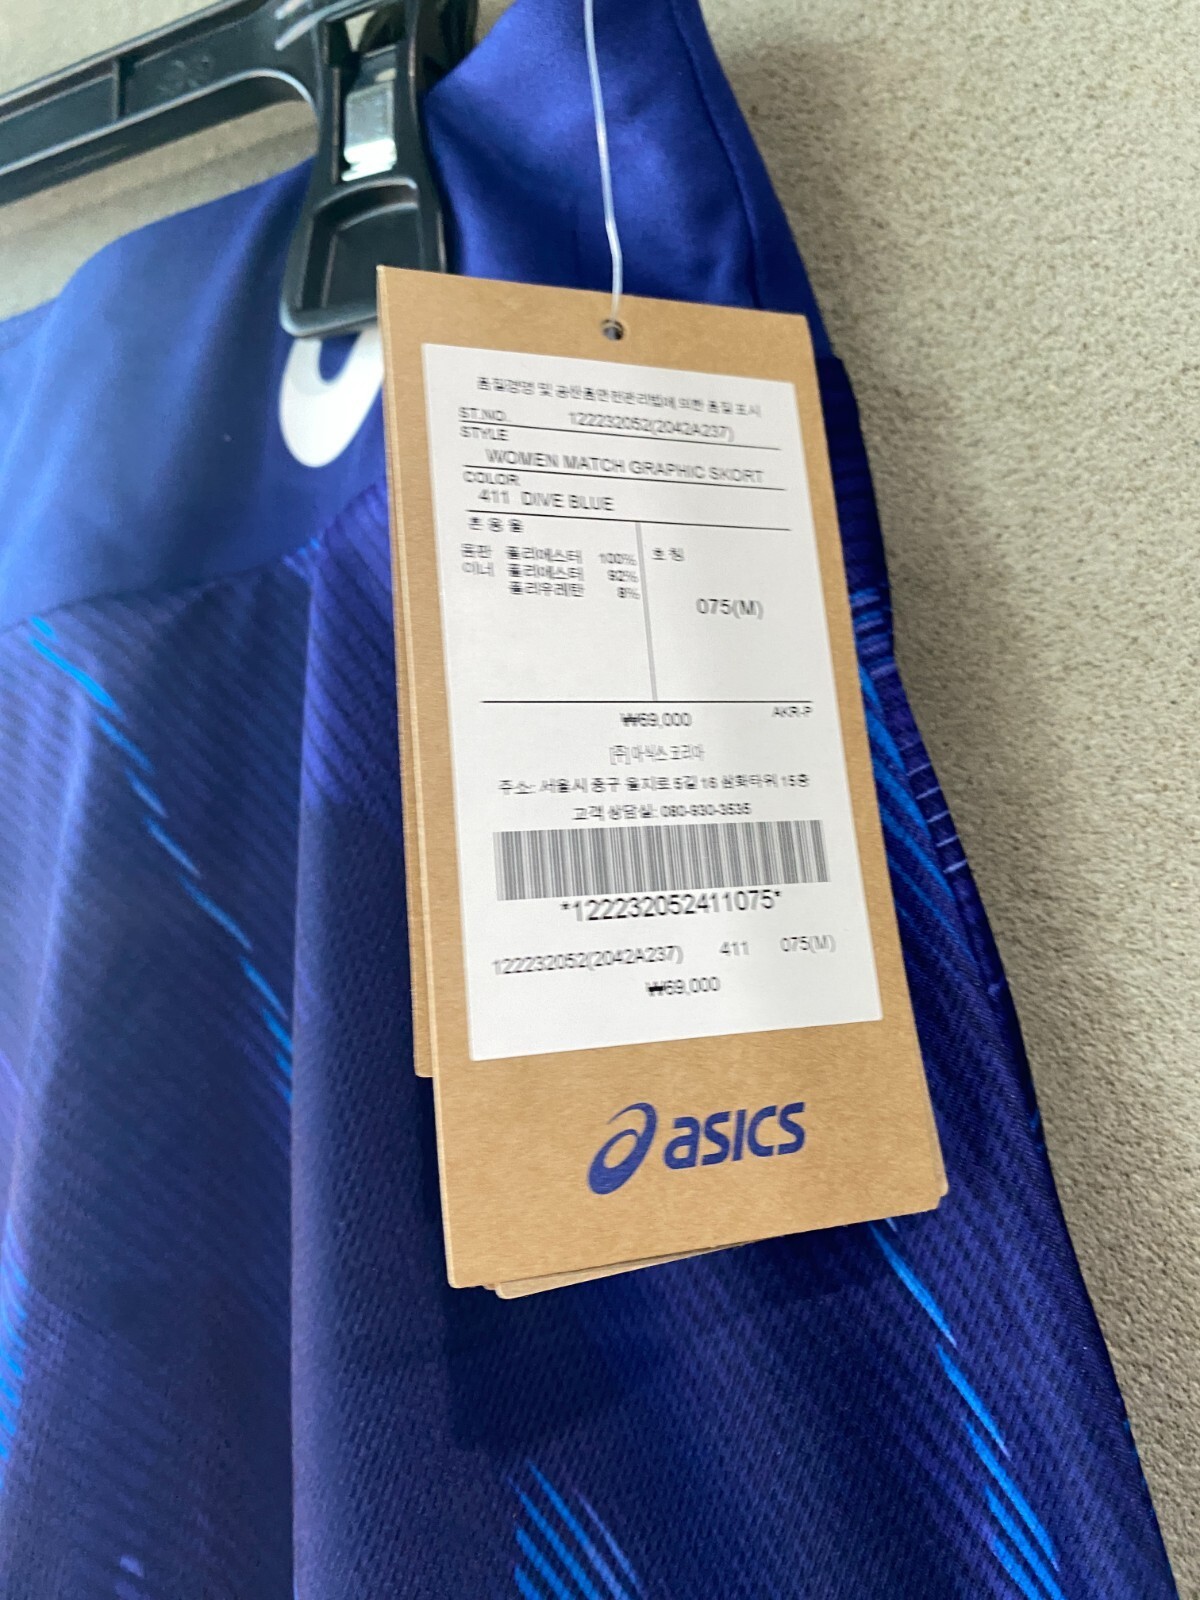 품질경영 및 공산품안전관리법에 의한 품질 표시
ST.NO. 122232052(2042A237)
STYLE
WOMEN MATCH GRAPHIC SKORT
COLOR
411 DIVE BLUE
혼 용 율
겉판 폴리에스터 100%
이너 폴리에스터 92%
폴리우레탄 8%
호 칭
075(M)
₩69,000 AKR-P
[주]아식스 코리아
주소: 서울시 중구 을지로 5길 16 삼화타워 15층
고객 상담실: 080-930-3535
*122232052411075*
122232052(2042A237) 411 075(M)
₩69,000
asics